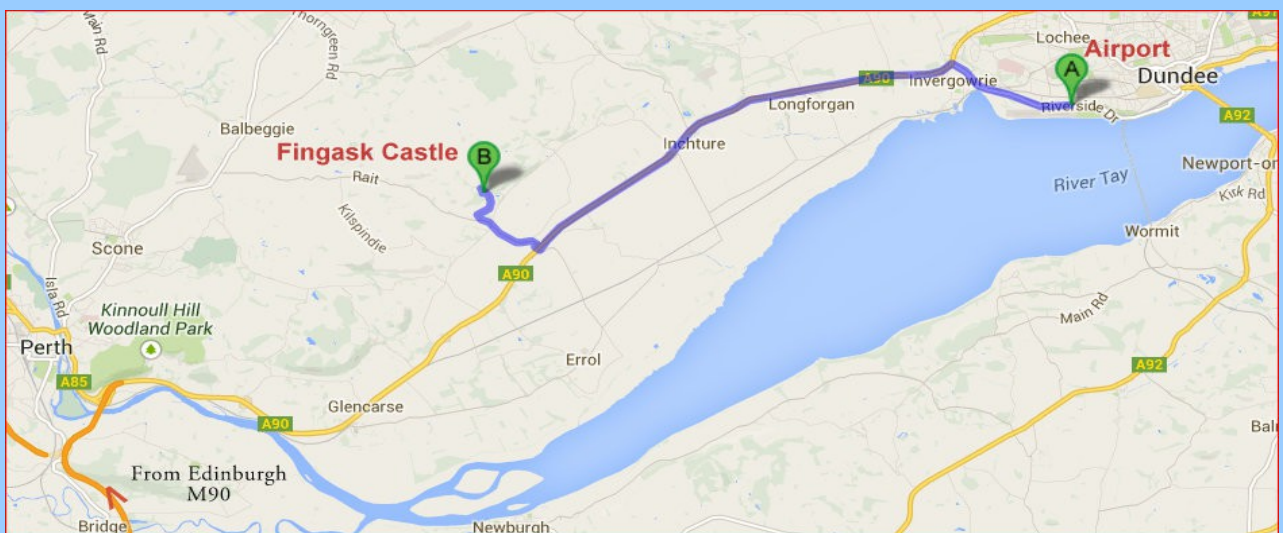 Main Rd
Thorngreen Rd
A91
Lochee
Airport
A
Dundee
A90
Invergowrie
Longforgan
Riverside Dr
A92
Balbeggie
Inchture
Fingask Castle
B
Rait
Newport-on
River Tay
Kirk Rd
Kilspindie
Wormit
Scone
A90
Isla Rd
Kinnoull Hill
Woodland Park
Main Rd
Perth
Errol
A92
A85
Glencarse
A90
Bal
From Edinburgh
M90
Bridge
Newburgh